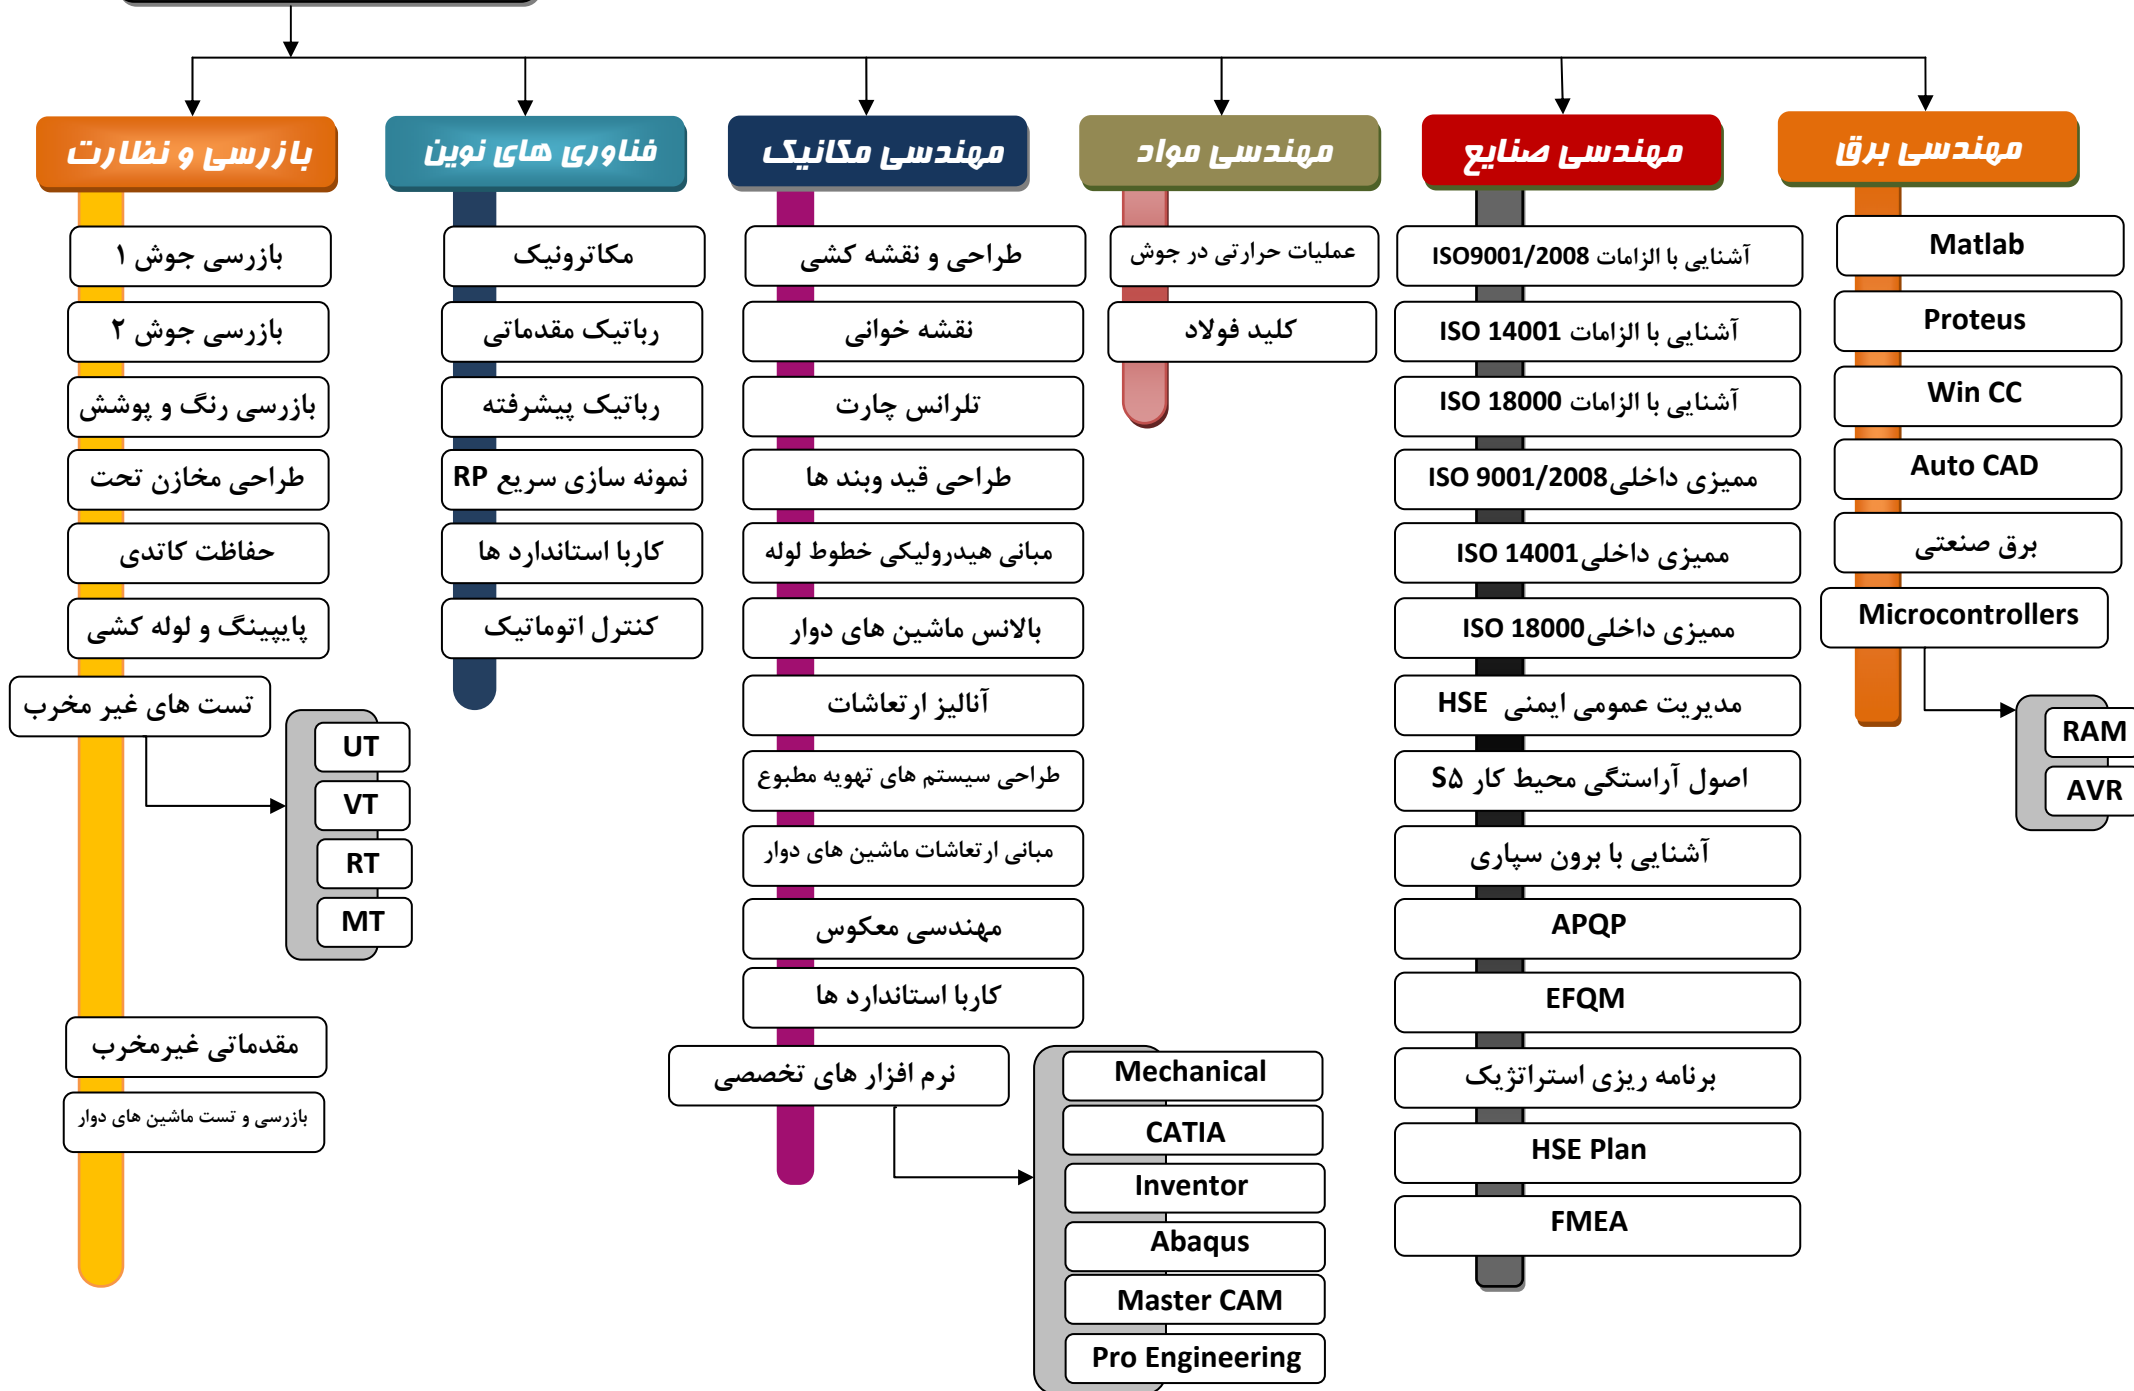 مهندسی برق
Matlab
Proteus
Win CC
Auto CAD
برق صنعتی
Microcontrollers
RAM
AVR
مهندسی صنایع
آشنایی با الزامات ISO9001/2008
آشنایی با الزامات ISO 14001
آشنایی با الزامات ISO 18000
ممیزی داخلی ISO 9001/2008
ممیزی داخلی ISO 14001
ممیزی داخلی ISO 18000
مدیریت عمومی ایمنی HSE
اصول آراستگی محیط کار S۵
آشنایی با برون سپاری
APQP
EFQM
برنامه ریزی استراتژیک
HSE Plan
FMEA
مهندسی مواد
عملیات حرارتی در جوش
کلید فولاد
مهندسی مکانیک
طراحی و نقشه کشی
نقشه خوانی
تلرانس چارت
طراحی قید وبند ها
مبانی هیدرولیکی خطوط لوله
بالانس ماشین های دوار
آنالیز ارتعاشات
طراحی سیستم های تهویه مطبوع
مبانی ارتعاشات ماشین های دوار
مهندسی معکوس
کاربا استاندارد ها
نرم افزار های تخصصی
Mechanical
CATIA
Inventor
Abaqus
Master CAM
Pro Engineering
فناوری های نوین
مکاترونیک
رباتیک مقدماتی
رباتیک پیشرفته
نمونه سازی سریع RP
کاربا استاندارد ها
کنترل اتوماتیک
بازرسی و نظارت
بازرسی جوش ۱
بازرسی جوش ۲
بازرسی رنگ و پوشش
طراحی مخازن تحت
حفاظت کاتدی
پایپینگ و لوله کشی
تست های غیر مخرب
UT
VT
RT
MT
مقدماتی غیرمخرب
بازرسی و تست ماشین های دوار